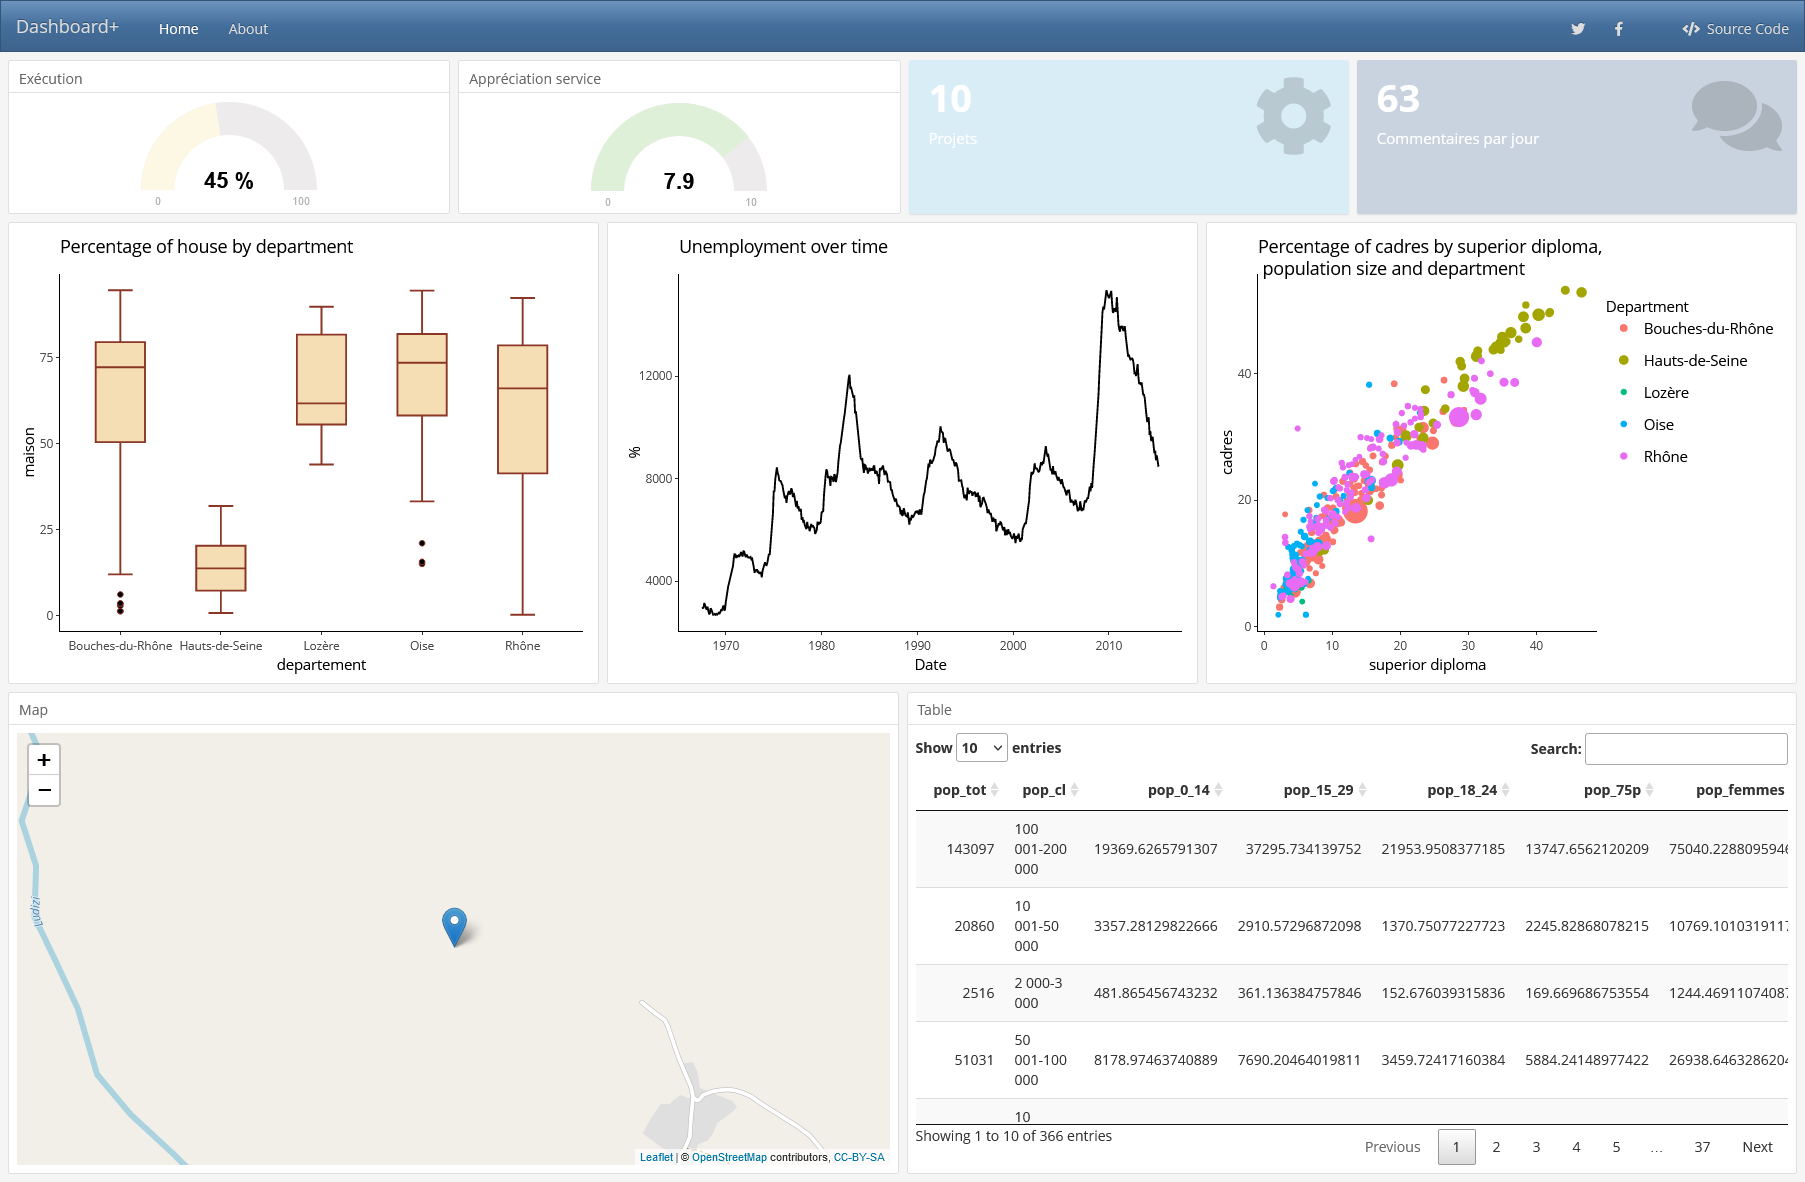 Dashboard+ Home About Source Code
Exécution
45 %
0 100
Appréciation service
7.9
0 10
10
Projets
63
Commentaires par jour
Percentage of house by department
maison
75
50
25
0
Bouches-du-Rhône Hauts-de-Seine Lozère Oise Rhône
departement
Unemployment over time
%
12000
8000
4000
1970 1980 1990 2000 2010
Date
Percentage of cadres by superior diploma,
population size and department
cadres
40
20
0
0 10 20 30 40
superior diploma
Department
Bouches-du-Rhône
Hauts-de-Seine
Lozère
Oise
Rhône
Map
+
−
Lupizi
Leaflet | © OpenStreetMap contributors, CC-BY-SA
Table
Show 10 entries Search:
pop_tot pop_cl pop_0_14 pop_15_29 pop_18_24 pop_75p pop_femmes
100
143097 001-200 19369.6265791307 37295.734139752 21953.9508377185 13747.6562120209 75040.2288095946
000
10
20860 001-50 3357.28129822666 2910.57296872098 1370.75077227723 2245.82868078215 10769.1010319117
000
2 000-3
2516 481.865456743232 361.136384757846 152.676039315836 169.669686753554 1244.46911074087
000
50
51031 001-100 8178.97463740889 7690.20464019811 3459.72417160384 5884.24148977422 26938.6463286204
000
10
Showing 1 to 10 of 366 entries
Previous 1 2 3 4 5 … 37 Next